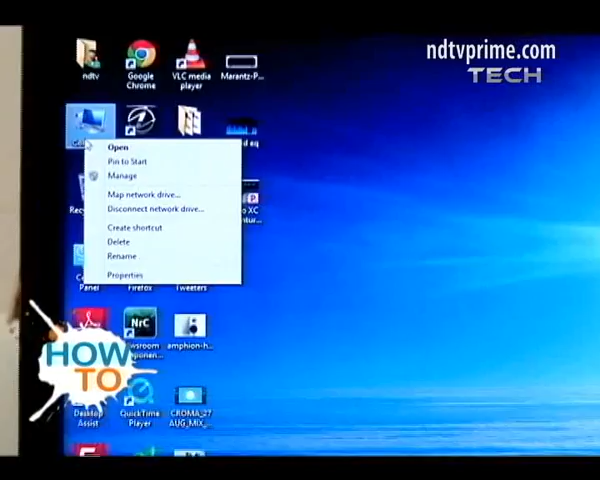 ndtvprime.com
TECH
ndtv
Google
Chrome
VLC media
player
Marantz-P...
Open
Pin to Start
Manage
Map network drive...
Disconnect network drive...
Create shortcut
Delete
Rename
Properties
Panel
Firefox
Tweeters
NrC
amphion-h...
HOW
TO
Desktop
Assist
QuickTime
Player
CROMA_27
AUG_MIX_...